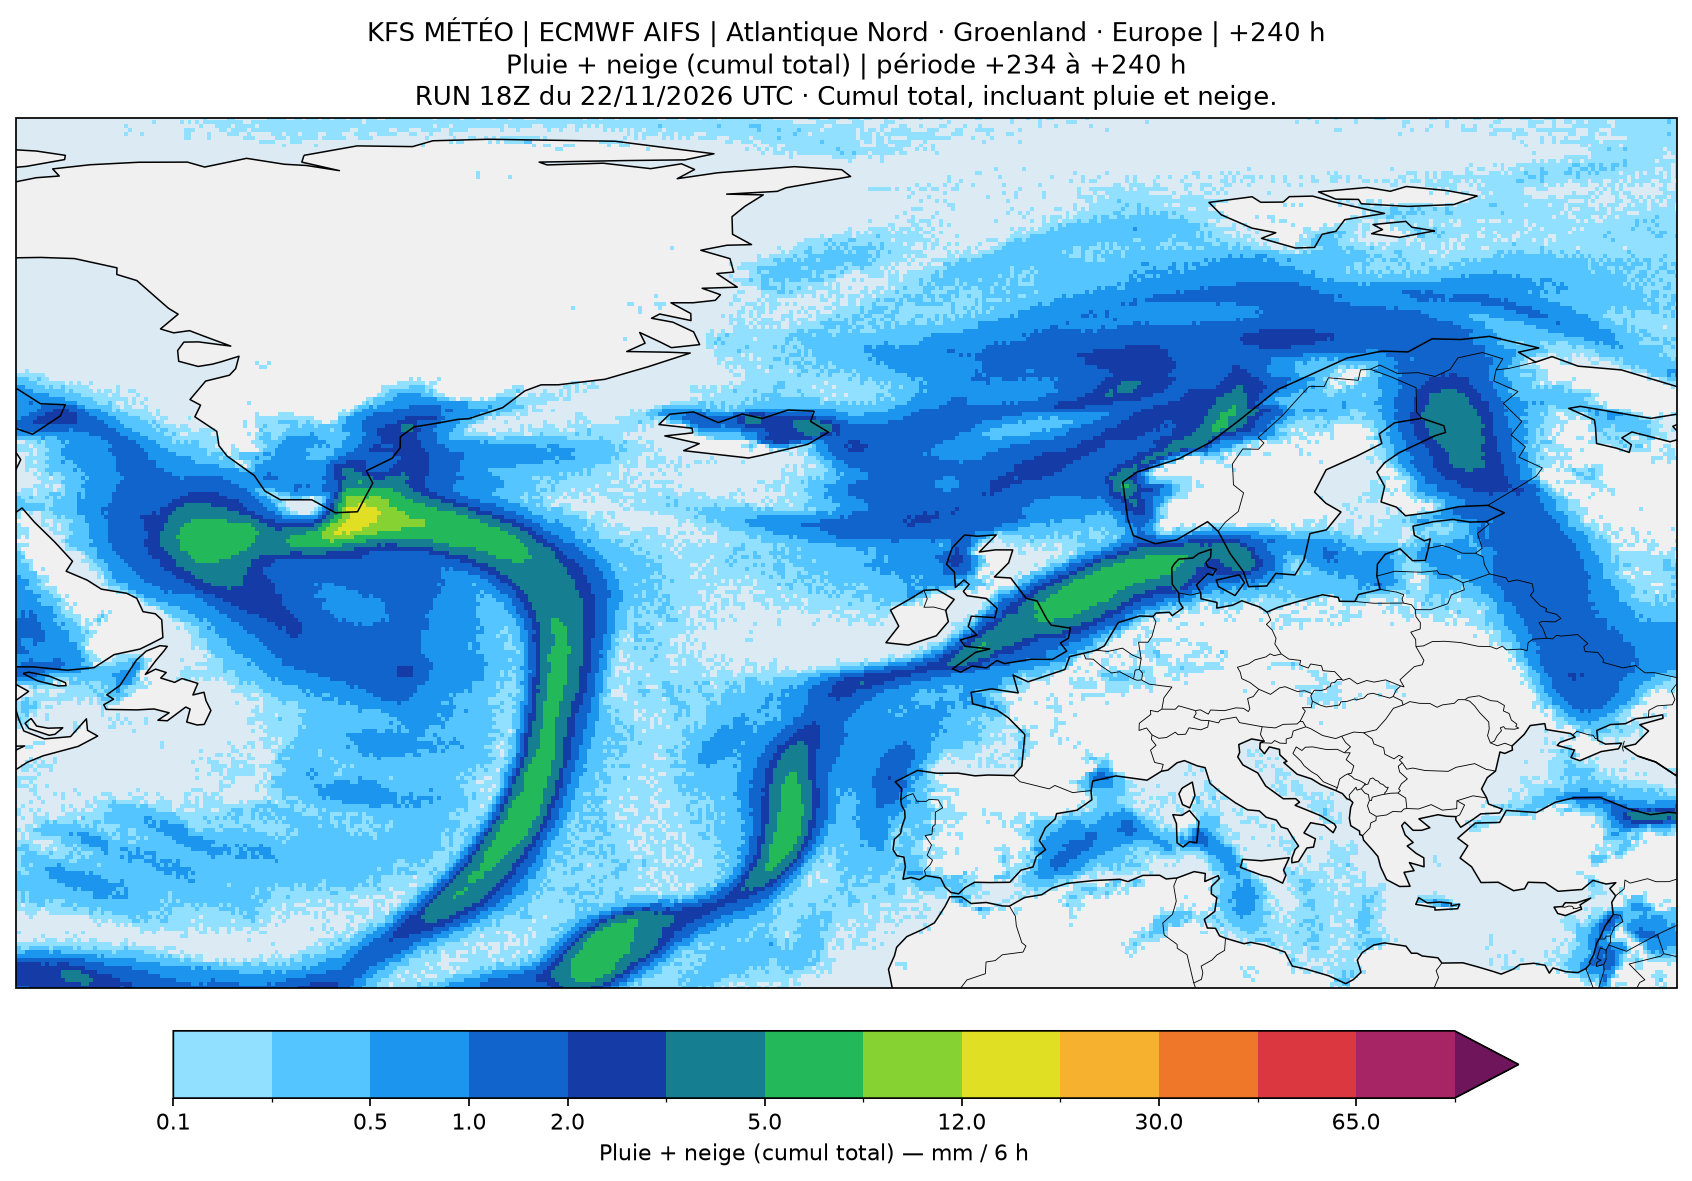 KFS MÉTÉO | ECMWF AIFS | Atlantique Nord · Groenland · Europe | +240 h
Pluie + neige (cumul total) | période +234 à +240 h
RUN 18Z du 22/11/2026 UTC · Cumul total, incluant pluie et neige.
0.1 0.5 1.0 2.0 5.0 12.0 30.0 65.0
Pluie + neige (cumul total) — mm / 6 h